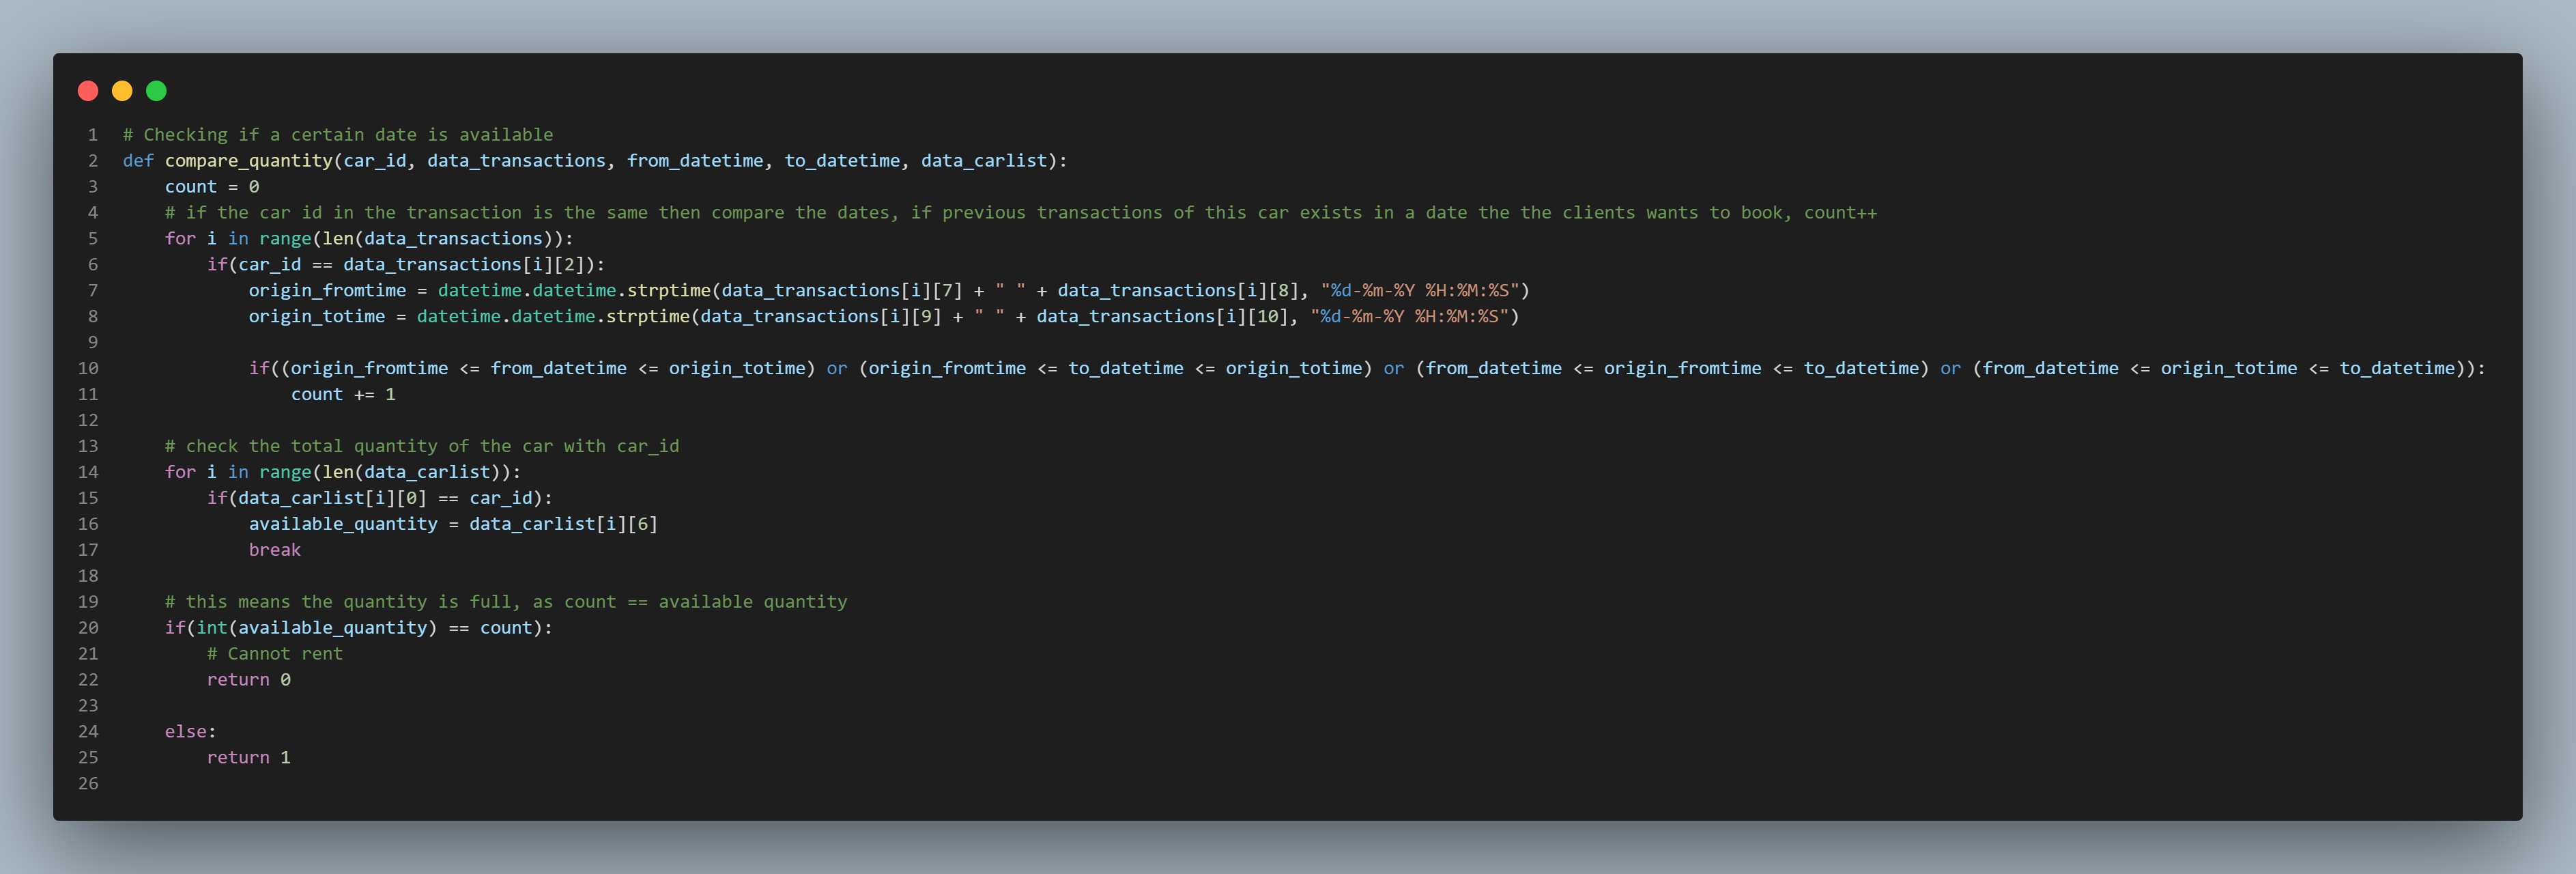 1 # Checking if a certain date is available
2 def compare_quantity(car_id, data_transactions, from_datetime, to_datetime, data_carlist):
3     count = 0
4     # if the car id in the transaction is the same then compare the dates, if previous transactions of this car exists in a date the the clients wants to book, count++
5     for i in range(len(data_transactions)):
6         if(car_id == data_transactions[i][2]):
7             origin_fromtime = datetime.datetime.strptime(data_transactions[i][7] + " " + data_transactions[i][8], "%d-%m-%Y %H:%M:%S")
8             origin_totime = datetime.datetime.strptime(data_transactions[i][9] + " " + data_transactions[i][10], "%d-%m-%Y %H:%M:%S")
9
10             if((origin_fromtime <= from_datetime <= origin_totime) or (origin_fromtime <= to_datetime <= origin_totime) or (from_datetime <= origin_fromtime <= to_datetime) or (from_datetime <= origin_totime <= to_datetime)):
11                 count += 1
12
13     # check the total quantity of the car with car_id
14     for i in range(len(data_carlist)):
15         if(data_carlist[i][0] == car_id):
16             available_quantity = data_carlist[i][6]
17             break
18
19     # this means the quantity is full, as count == available quantity
20     if(int(available_quantity) == count):
21         # Cannot rent
22         return 0
23
24     else:
25         return 1
26